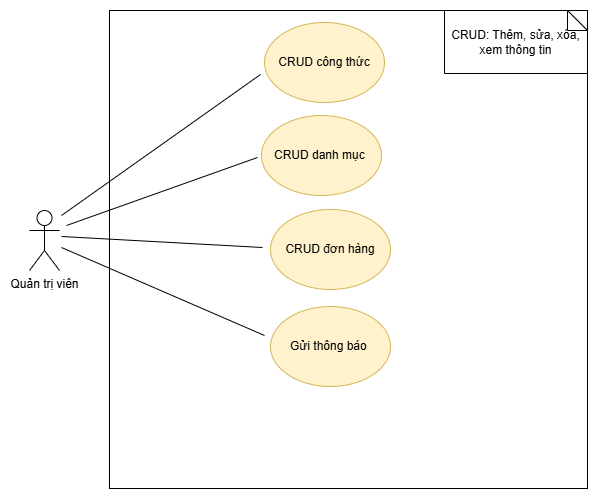 CRUD: Thêm, sửa, xóa,
xem thông tin
CRUD công thức
CRUD danh mục
CRUD đơn hàng
Quản trị viên
Gửi thông báo